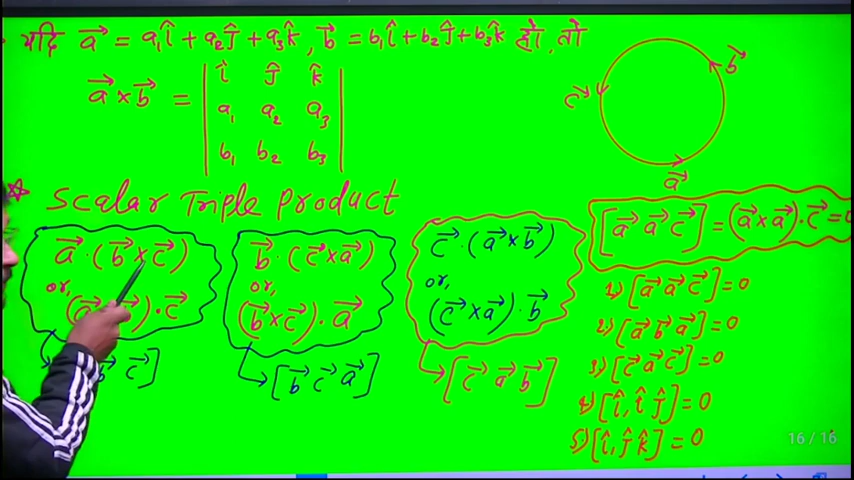 यदि a⃗ = a₁î + a₂ĵ + a₃k̂, b⃗ = b₁î + b₂ĵ + b₃k̂ हो, तो
a⃗ × b⃗ = | î ĵ k̂ |
| a₁ a₂ a₃ |
| b₁ b₂ b₃ |
b⃗
c⃗
a⃗
☆ Scalar Triple Product
a⃗ · (b⃗ × c⃗)
or,
(a⃗ · c⃗
c⃗]
b⃗ · (c⃗ × a⃗)
or,
(b⃗ × c⃗) · a⃗
[b⃗ c⃗ a⃗]
c⃗ · (a⃗ × b⃗)
or,
(c⃗ × a⃗) · b⃗
[c⃗ a⃗ b⃗]
[a⃗ a⃗ c⃗] = (a⃗ × a⃗) · c⃗ = 0
1) [a⃗ a⃗ c⃗] = 0
2) [a⃗ b⃗ a⃗] = 0
3) [c⃗ a⃗ c⃗] = 0
4) [î, î ĵ] = 0
5) [î, ĵ k̂] = 0
16 / 16